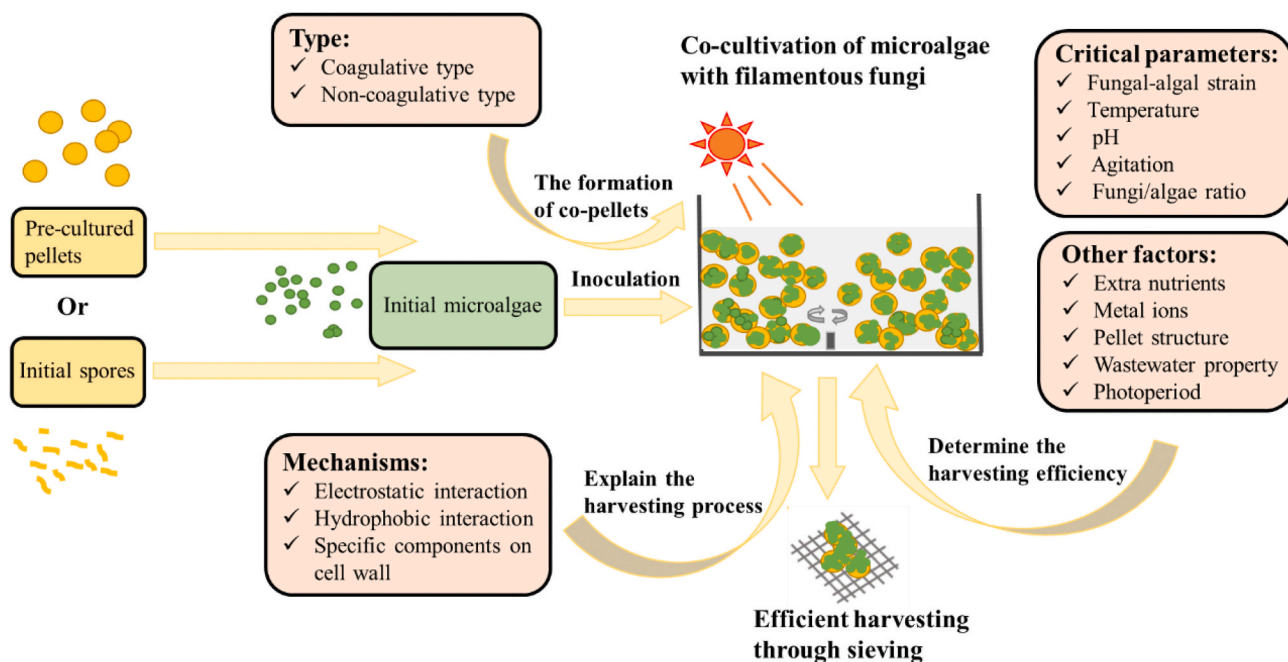 Type:
✓ Coagulative type
✓ Non-coagulative type
Co-cultivation of microalgae
with filamentous fungi
Critical parameters:
✓ Fungal-algal strain
✓ Temperature
✓ pH
✓ Agitation
✓ Fungi/algae ratio
The formation
of co-pellets
Pre-cultured
pellets
Or
Initial spores
Initial microalgae
Inoculation
Other factors:
✓ Extra nutrients
✓ Metal ions
✓ Pellet structure
✓ Wastewater property
✓ Photoperiod
Mechanisms:
✓ Electrostatic interaction
✓ Hydrophobic interaction
✓ Specific components on
cell wall
Explain the
harvesting process
Determine the
harvesting efficiency
Efficient harvesting
through sieving